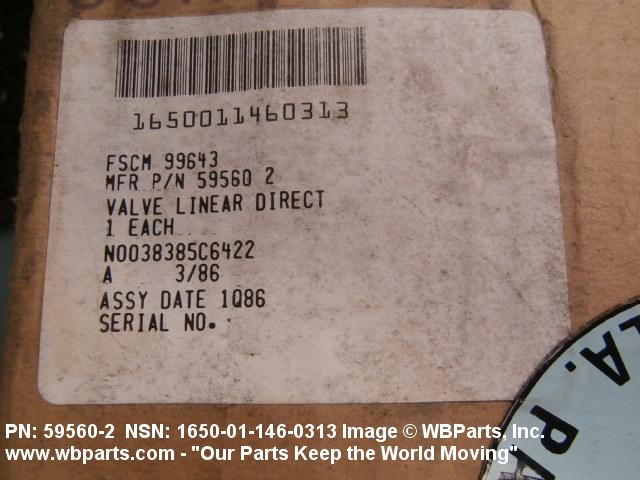 1650011460313
FSCM 99643
MFR P/N 59560 2
VALVE LINEAR DIRECT
1 EACH
N0038385C6422
A 3/86
ASSY DATE 1Q86
SERIAL NO.
PN: 59560-2 NSN: 1650-01-146-0313 Image © WBParts, Inc.
www.wbparts.com - "Our Parts Keep the World Moving"